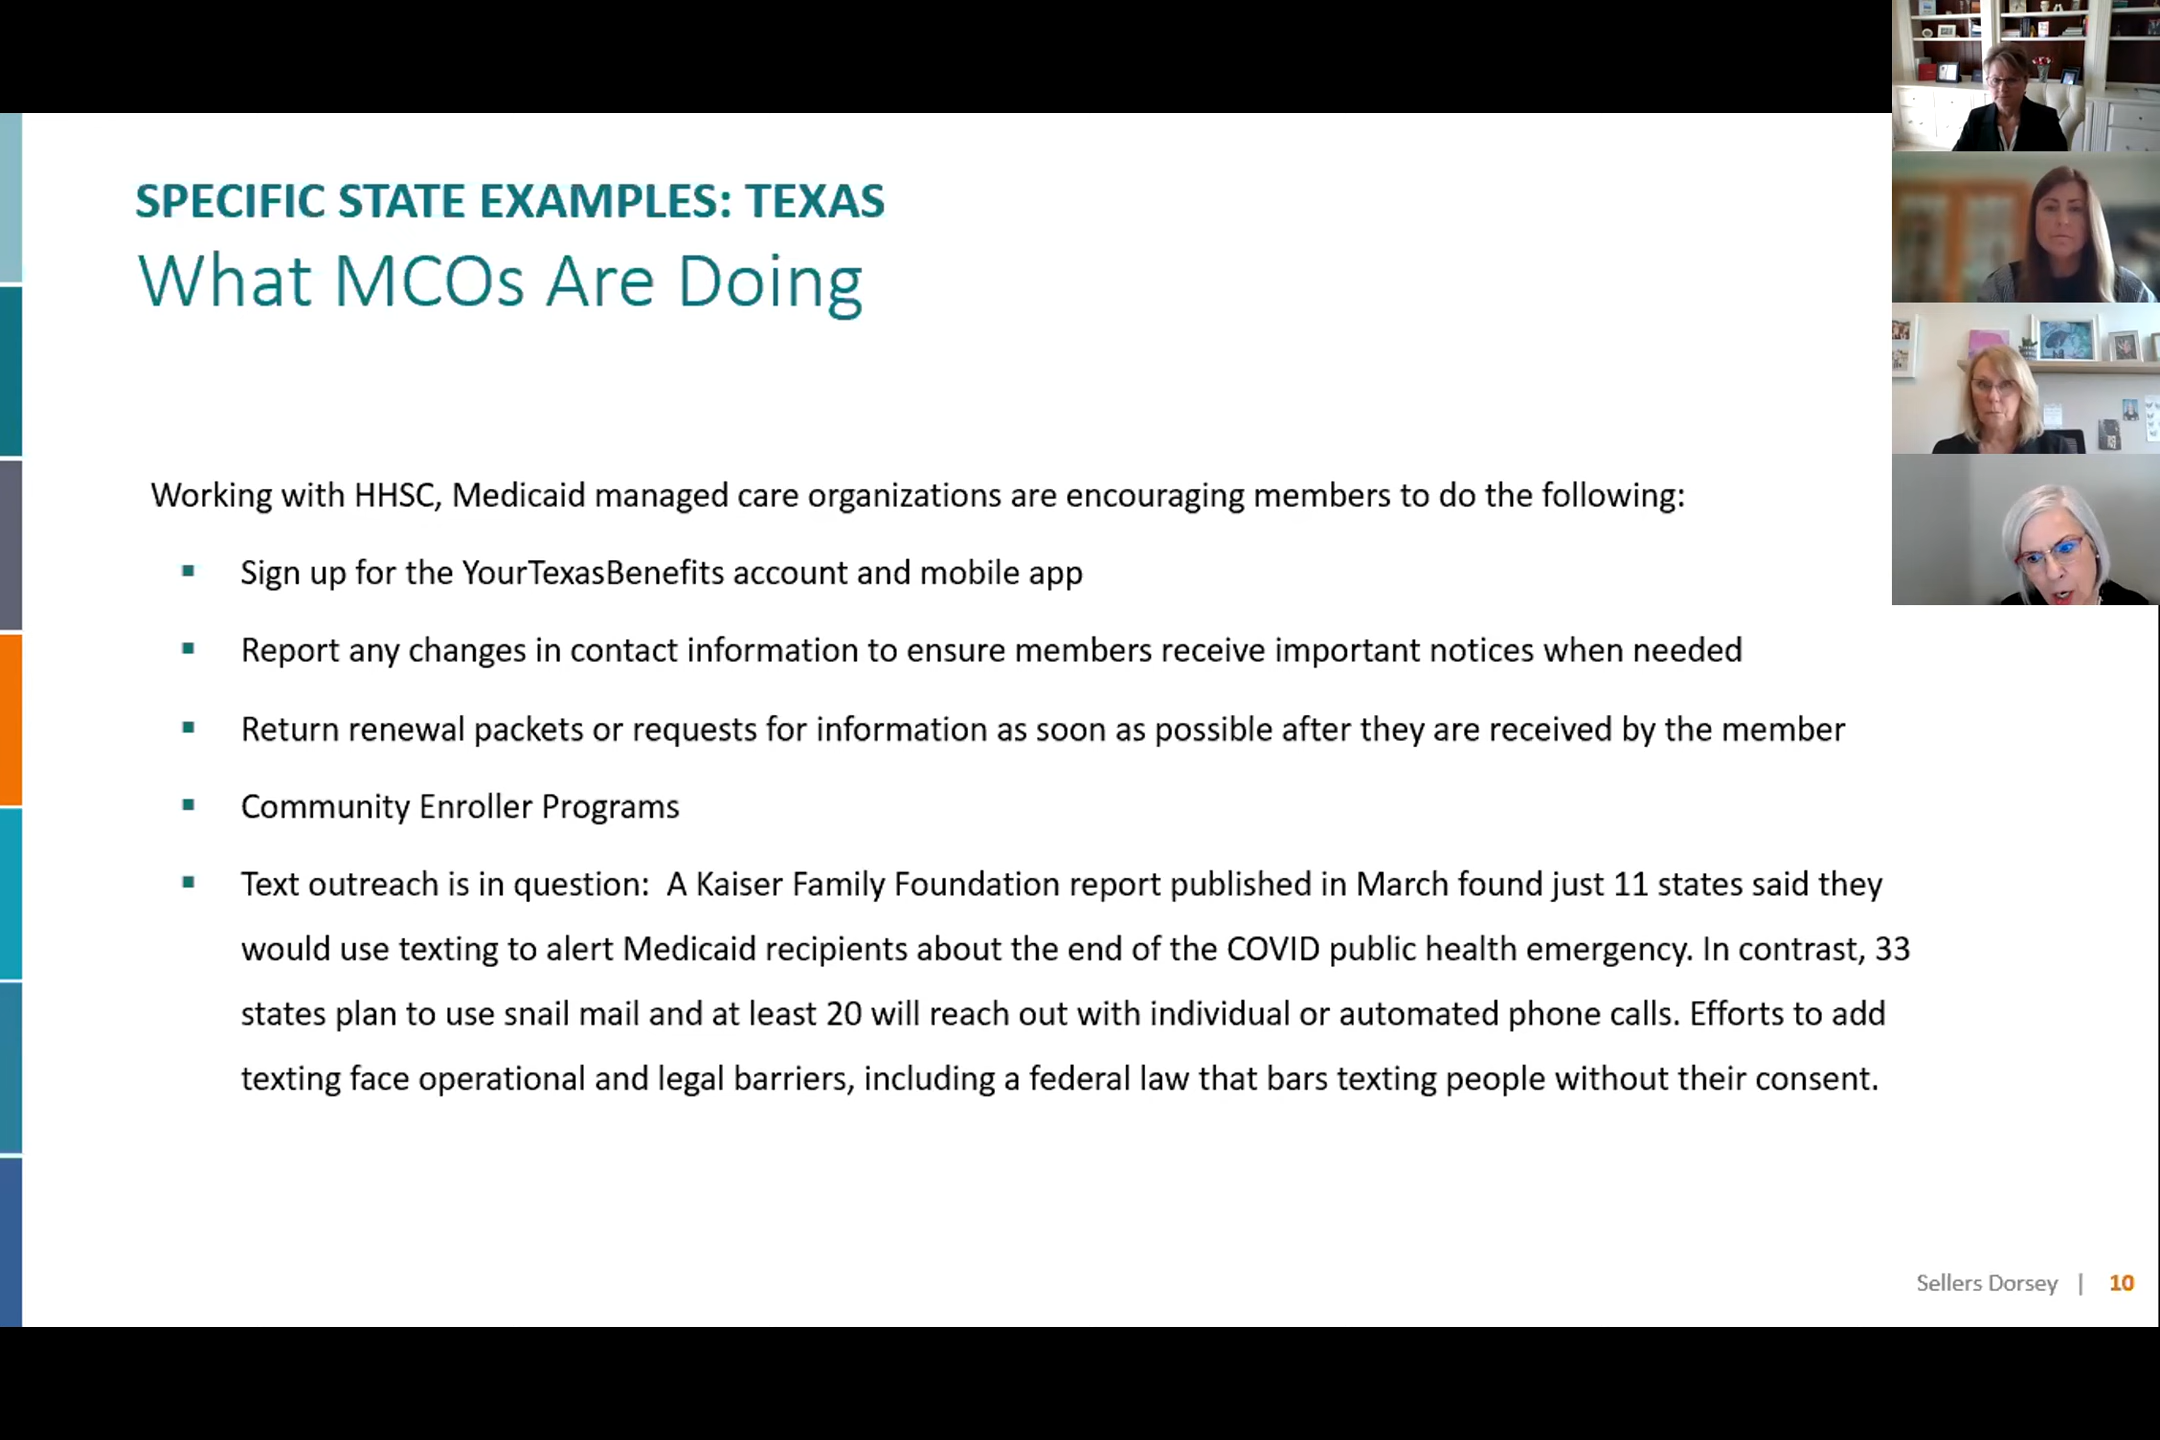 SPECIFIC STATE EXAMPLES: TEXAS
What MCOs Are Doing
Working with HHSC, Medicaid managed care organizations are encouraging members to do the following:
▪ Sign up for the YourTexasBenefits account and mobile app
▪ Report any changes in contact information to ensure members receive important notices when needed
▪ Return renewal packets or requests for information as soon as possible after they are received by the member
▪ Community Enroller Programs
▪ Text outreach is in question:  A Kaiser Family Foundation report published in March found just 11 states said they
would use texting to alert Medicaid recipients about the end of the COVID public health emergency. In contrast, 33
states plan to use snail mail and at least 20 will reach out with individual or automated phone calls. Efforts to add
texting face operational and legal barriers, including a federal law that bars texting people without their consent.
Sellers Dorsey | 10